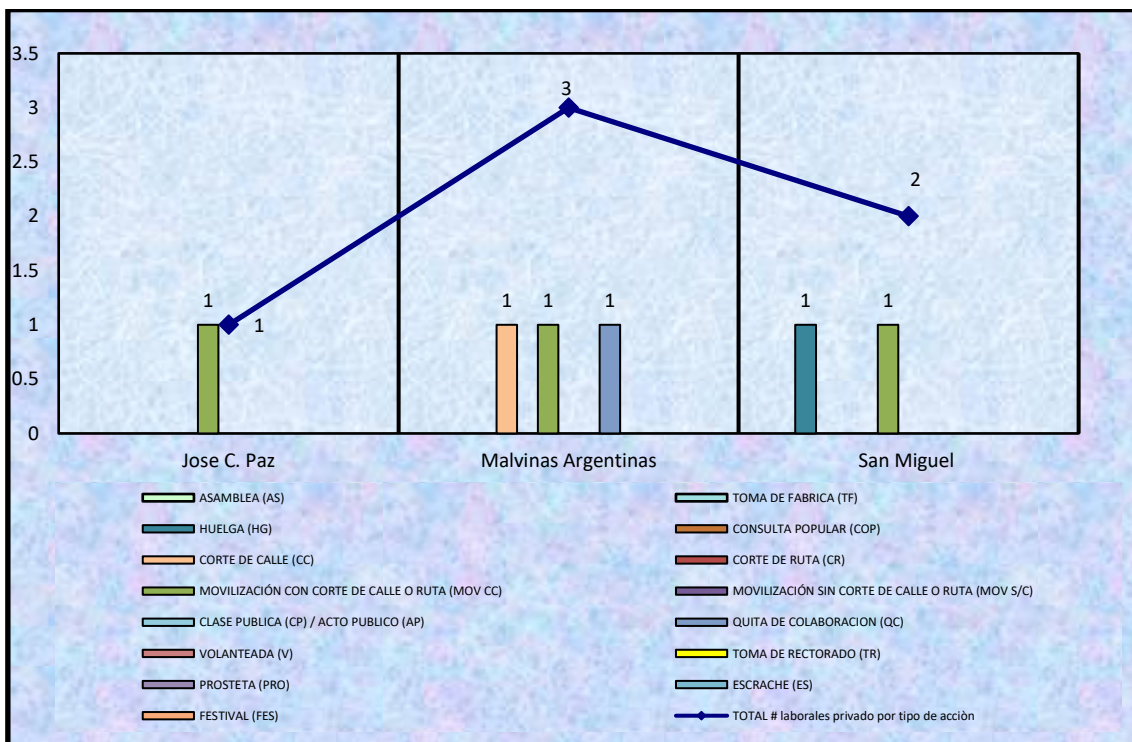 3.5
3
3
2.5
2
2
1.5
1
1
1
1
1
1
1
1
0.5
0
Jose C. Paz
Malvinas Argentinas
San Miguel
ASAMBLEA (AS)
TOMA DE FABRICA (TF)
HUELGA (HG)
CONSULTA POPULAR (COP)
CORTE DE CALLE (CC)
CORTE DE RUTA (CR)
MOVILIZACIÓN CON CORTE DE CALLE O RUTA (MOV CC)
MOVILIZACIÓN SIN CORTE DE CALLE O RUTA (MOV S/C)
CLASE PUBLICA (CP) / ACTO PUBLICO (AP)
QUITA DE COLABORACION (QC)
VOLANTEADA (V)
TOMA DE RECTORADO (TR)
PROSTETA (PRO)
ESCRACHE (ES)
FESTIVAL (FES)
TOTAL # laborales privado por tipo de acciòn